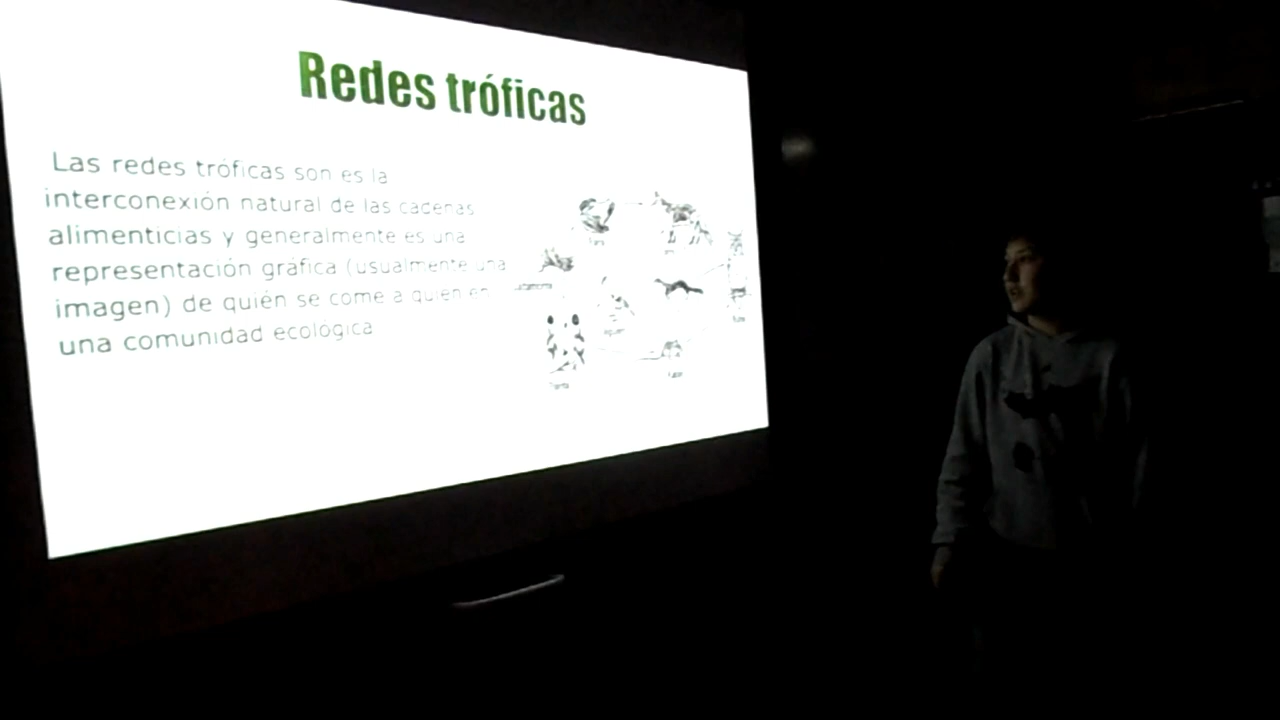 Redes tróficas
Las redes tróficas son es la
interconexión natural de las cadenas
alimenticias y generalmente es una
representación gráfica (usualmente una
imagen) de quién se come a quien en
una comunidad ecológica